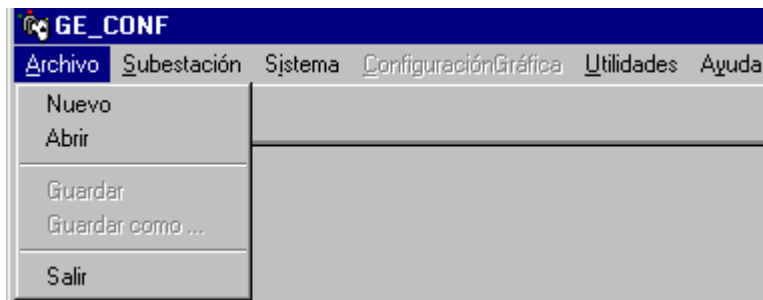 GE_CONF
Archivo Subestación Sistema ConfiguraciónGráfica Utilidades Ayuda
Nuevo
Abrir
Guardar
Guardar como ...
Salir